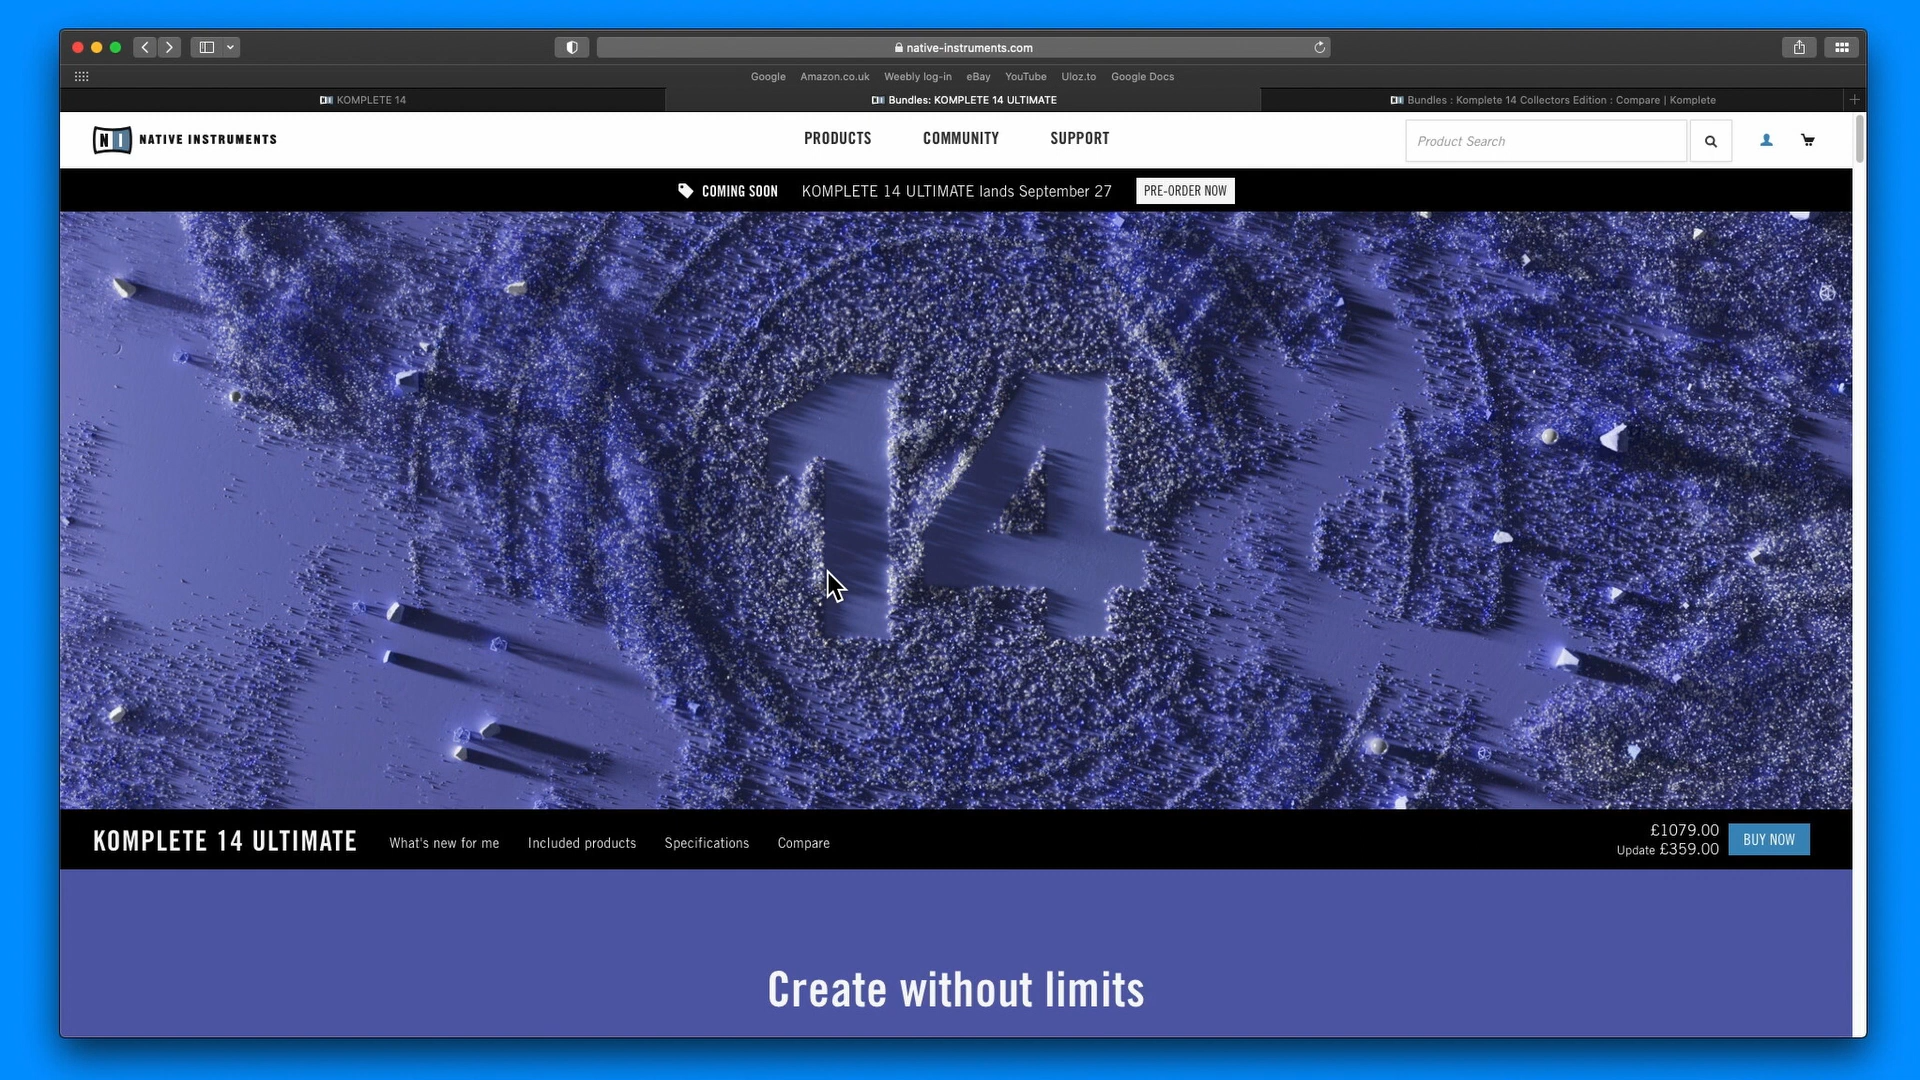 native-instruments.com
Google Amazon.co.uk Weebly log-in eBay YouTube Uloz.to Google Docs
KOMPLETE 14
Bundles: KOMPLETE 14 ULTIMATE
Bundles : Komplete 14 Collectors Edition : Compare | Komplete
NI NATIVE INSTRUMENTS
PRODUCTS COMMUNITY SUPPORT
Product Search
COMING SOON KOMPLETE 14 ULTIMATE lands September 27 PRE-ORDER NOW
14
KOMPLETE 14 ULTIMATE What's new for me Included products Specifications Compare
£1079.00
Update £359.00
BUY NOW
Create without limits